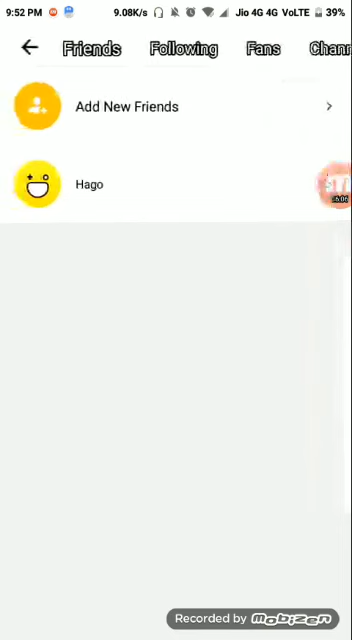 9:52 PM 9.08K/s Jio 4G 4G VoLTE 39%
Friends Following Fans Chann
Add New Friends
Hago
Recorded by MOBIZEN